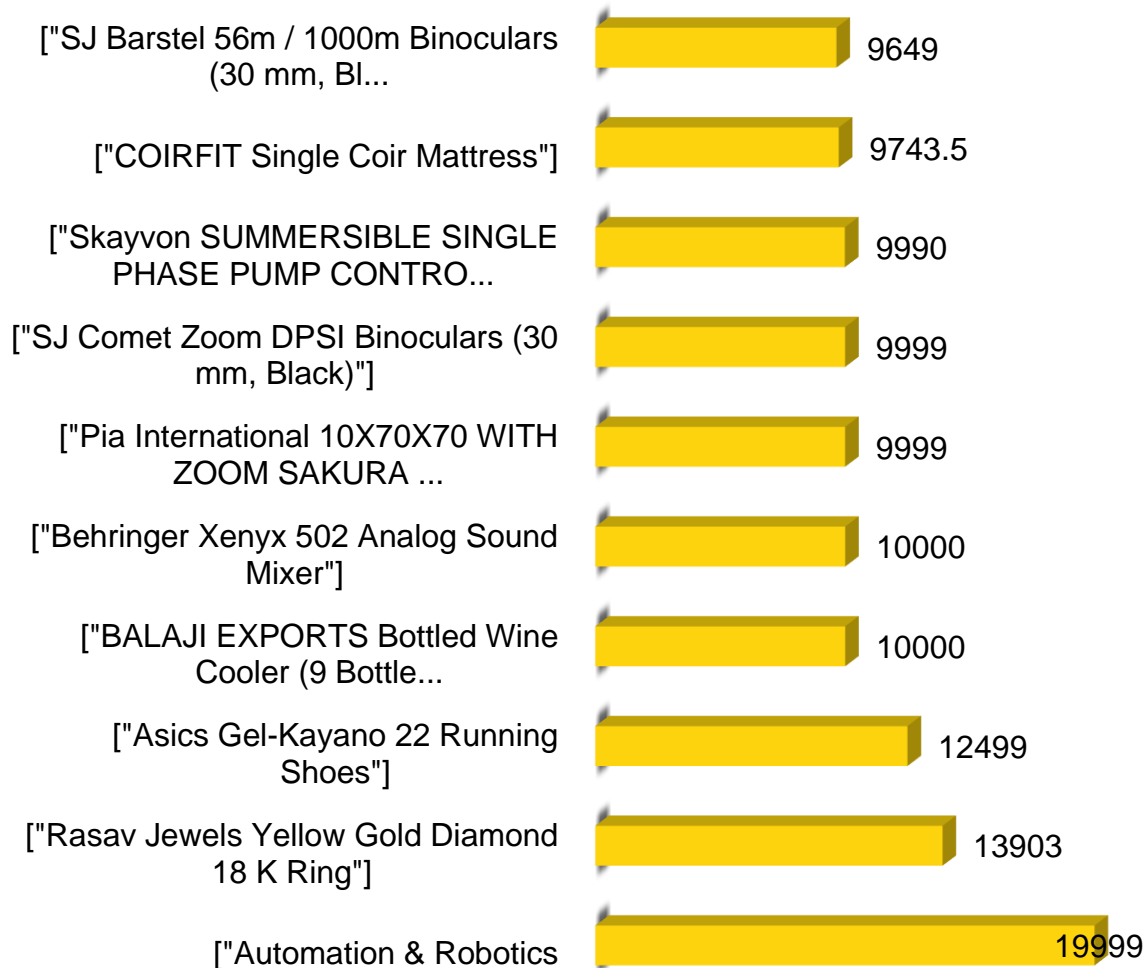 ["SJ Barstel 56m / 1000m Binoculars
(30 mm, Bl...
9649
["COIRFIT Single Coir Mattress"]
9743.5
["Skayvon SUMMERSIBLE SINGLE
PHASE PUMP CONTRO...
9990
["SJ Comet Zoom DPSI Binoculars (30
mm, Black)"]
9999
["Pia International 10X70X70 WITH
ZOOM SAKURA ...
9999
["Behringer Xenyx 502 Analog Sound
Mixer"]
10000
["BALAJI EXPORTS Bottled Wine
Cooler (9 Bottle...
10000
["Asics Gel-Kayano 22 Running
Shoes"]
12499
["Rasav Jewels Yellow Gold Diamond
18 K Ring"]
13903
["Automation & Robotics
19999